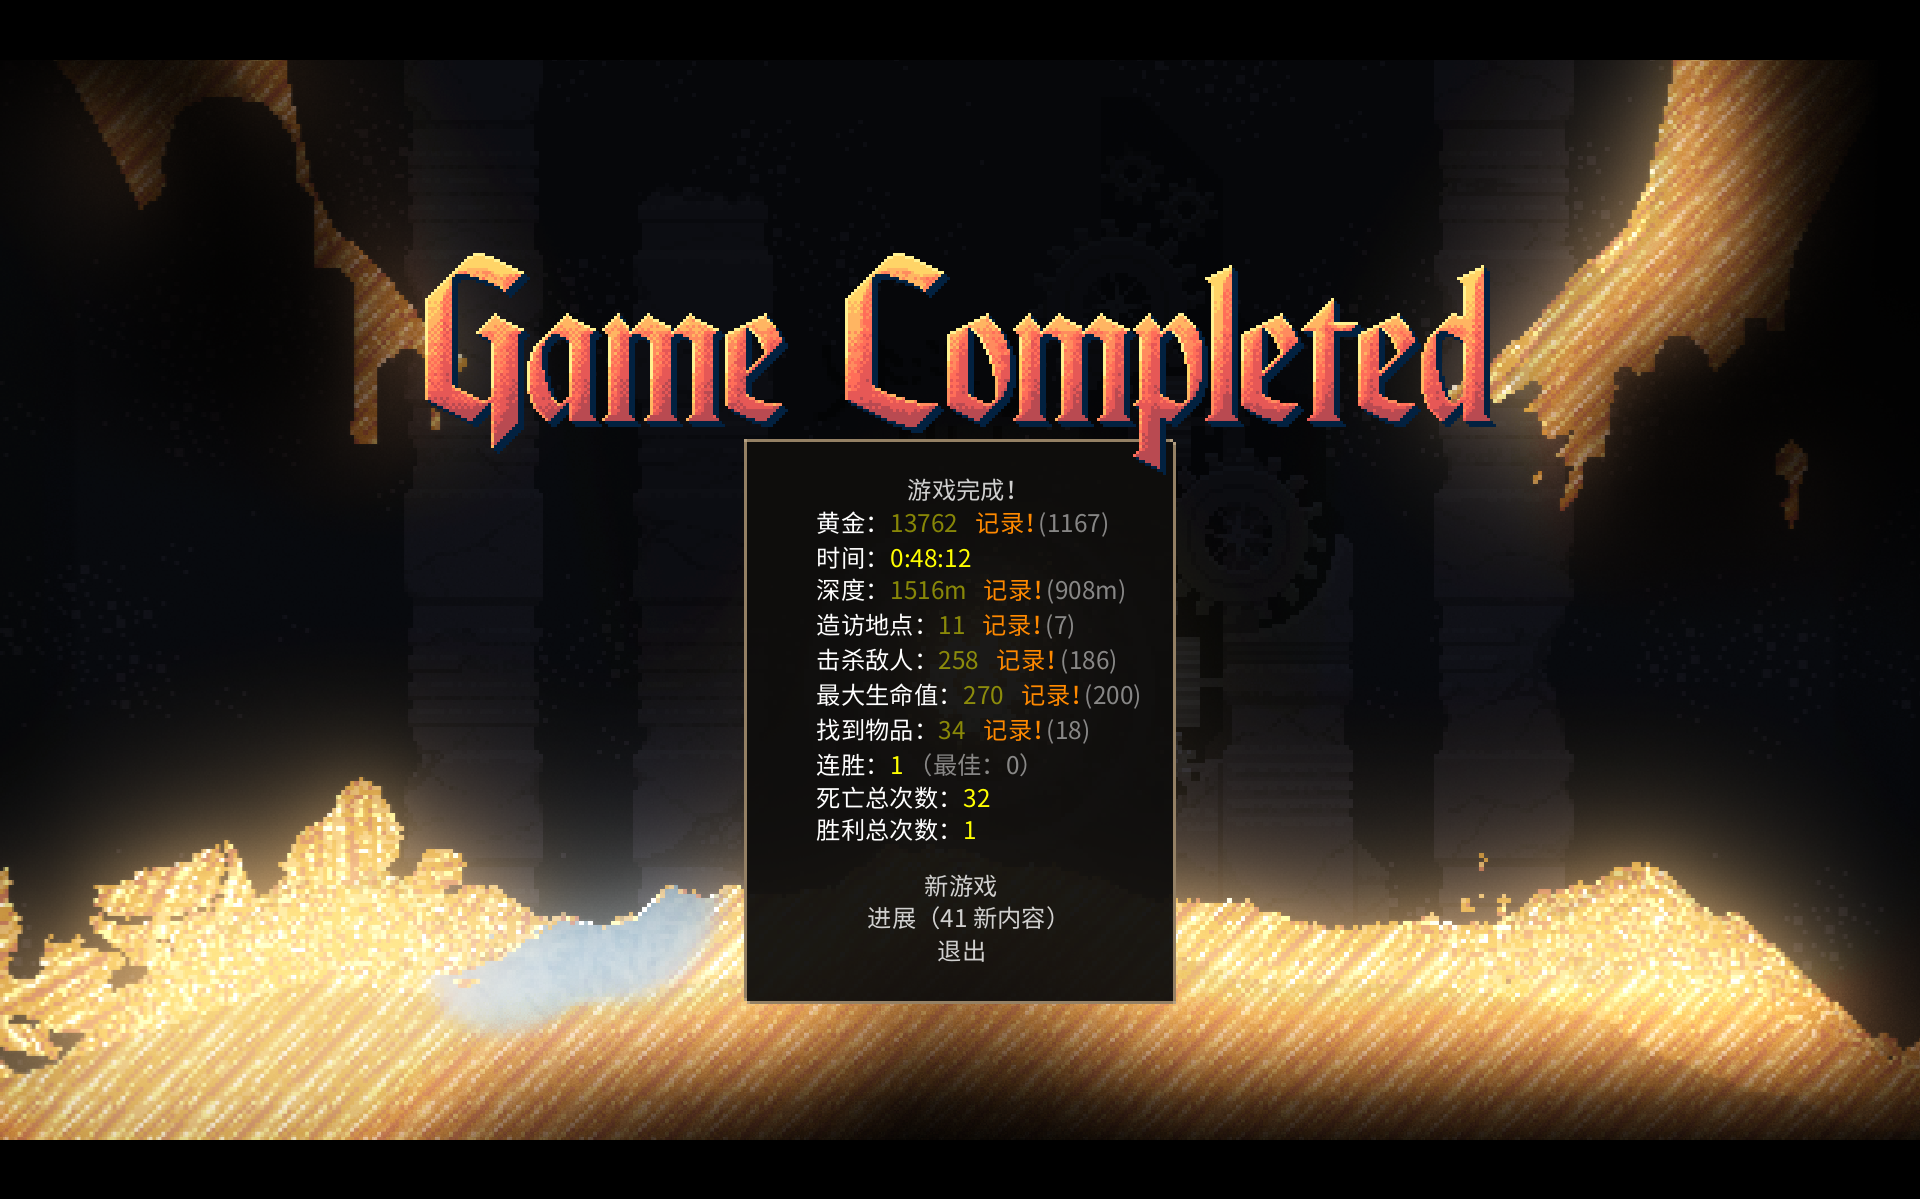 Game Completed
游戏完成！
黄金：13762 记录！(1167)
时间：0:48:12
深度：1516m 记录！(908m)
造访地点：11 记录！(7)
击杀敌人：258 记录！(186)
最大生命值：270 记录！(200)
找到物品：34 记录！(18)
连胜：1（最佳：0）
死亡总次数：32
胜利总次数：1
新游戏
进展（41 新内容）
退出